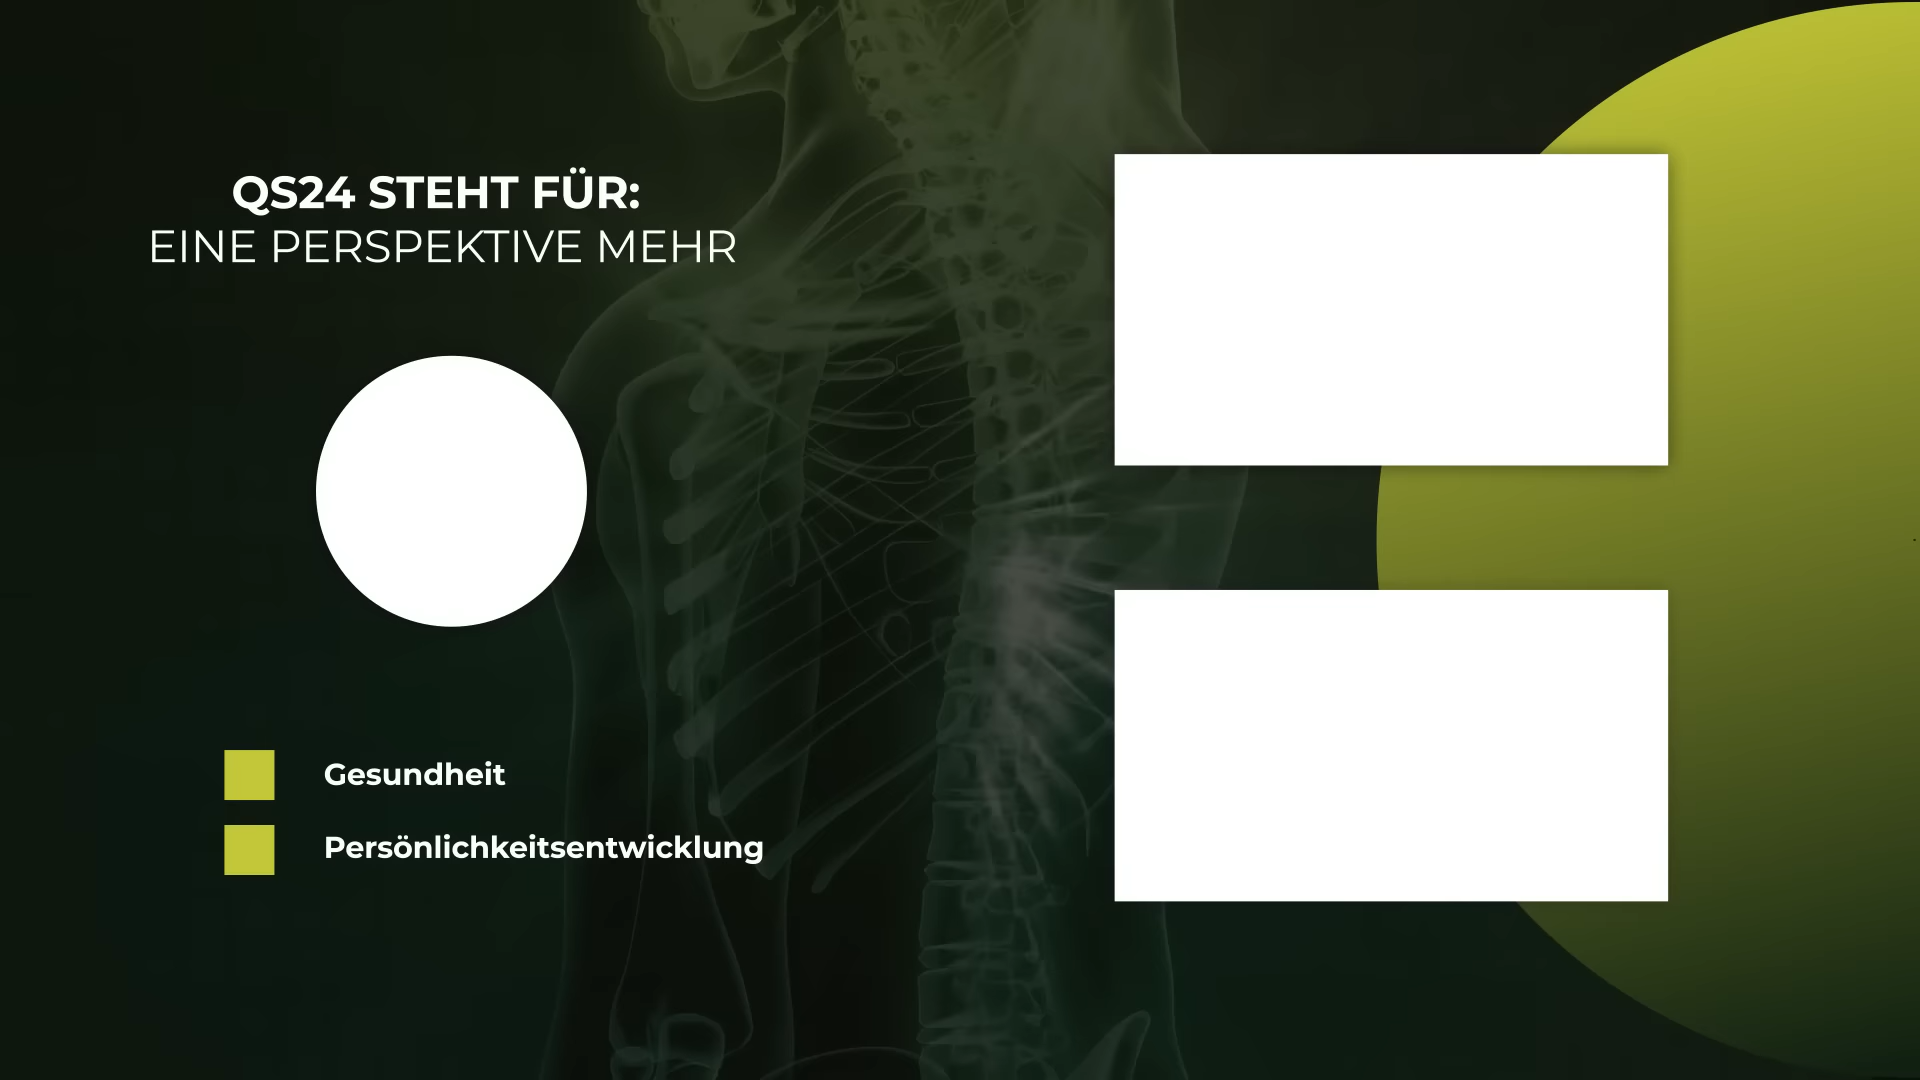 QS24 STEHT FÜR:
EINE PERSPEKTIVE MEHR
Gesundheit
Persönlichkeitsentwicklung